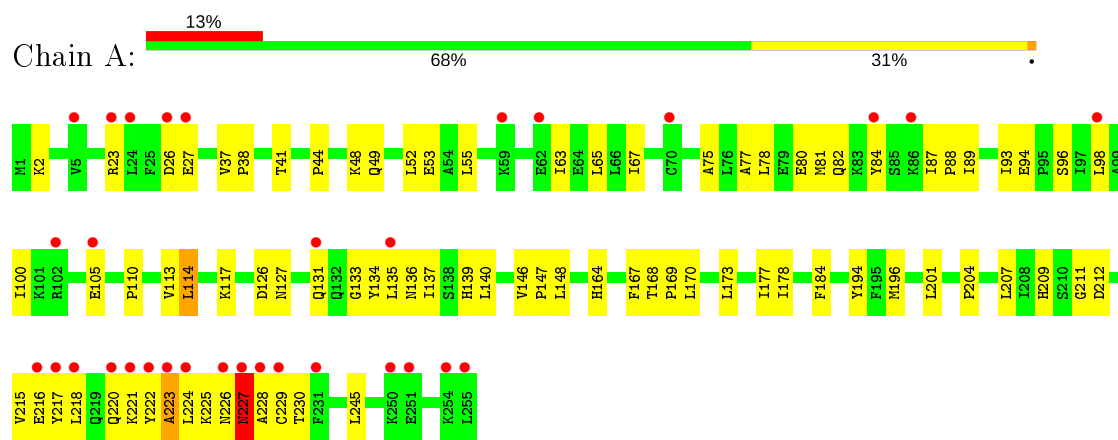 13%
Chain A:
68% 31% •
M1 K2 V5 R23 L24 F25 D26 E27 V37 P38 T41 P44 K48 Q49 L52 E53 A54 L55 K59 E62 I63 E64 L65 L66 I67 C70 A75 L76 A77 L78 E79 E80 M81 Q82 K83 Y84 S85 K86 I87 P88 I89 I93 E94 P95 S96 I97 L98 A99
I100 K101 R102 E105 P110 V113 L114 K117 D126 N127 Q131 Q132 G133 Y134 L135 N136 I137 S138 H139 L140 V146 P147 L148 H164 F167 T168 P169 L170 L173 I177 I178 F184 Y194 F195 M196 L201 P204 L207 I208 H209 S210 G211 D212
V215 E216 Y217 L218 Q219 Q220 K221 Y222 A223 L224 K225 N226 N227 A228 C229 T230 F231 L245 K250 E251 K254 L255